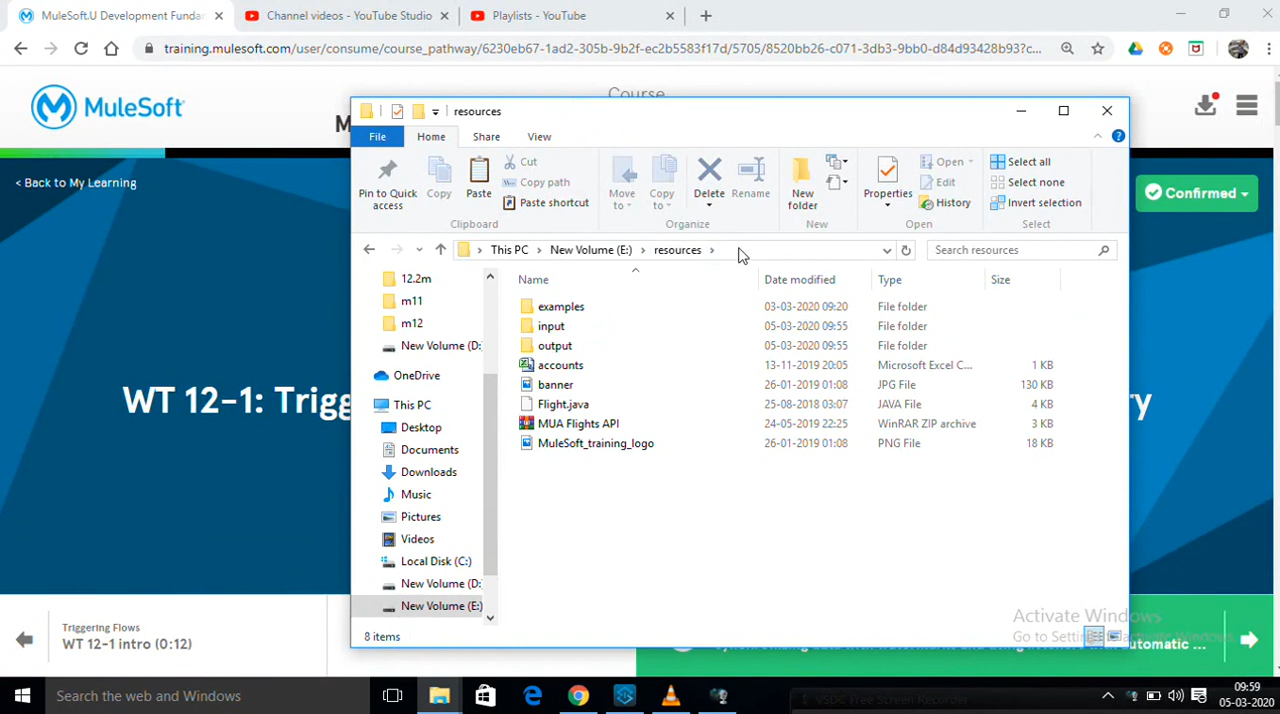 MuleSoft.U Development Fundar
Channel videos - YouTube Studio
Playlists - YouTube
training.mulesoft.com/user/consume/course_pathway/6230eb67-1ad2-305b-9b2f-ec2b5583f17d/5705/8520bb26-c071-3db3-9bb0-d84d93428b93?c...
MuleSoft
Course
M
< Back to My Learning
Confirmed
WT 12-1: Trigg
ry
resources
File Home Share View
Pin to Quick access
Copy
Paste
Cut
Copy path
Paste shortcut
Clipboard
Move to
Copy to
Delete
Rename
Organize
New folder
New
Properties
Open
Edit
History
Open
Select all
Select none
Invert selection
Select
This PC > New Volume (E:) > resources >
Search resources
Name Date modified Type Size
examples 03-03-2020 09:20 File folder
input 05-03-2020 09:55 File folder
output 05-03-2020 09:55 File folder
accounts 13-11-2019 20:05 Microsoft Excel C... 1 KB
banner 26-01-2019 01:08 JPG File 130 KB
Flight.java 25-08-2018 03:07 JAVA File 4 KB
MUA Flights API 24-05-2019 22:25 WinRAR ZIP archive 3 KB
MuleSoft_training_logo 26-01-2019 01:08 PNG File 18 KB
12.2m
m11
m12
New Volume (D:
OneDrive
This PC
Desktop
Documents
Downloads
Music
Pictures
Videos
Local Disk (C:)
New Volume (D:
New Volume (E:)
8 items
Activate Windows
Go to Settings to activate Windows.
Triggering Flows
WT 12-1 intro (0:12)
Search the web and Windows
VSDC Free Screen Recorder
09:59
05-03-2020